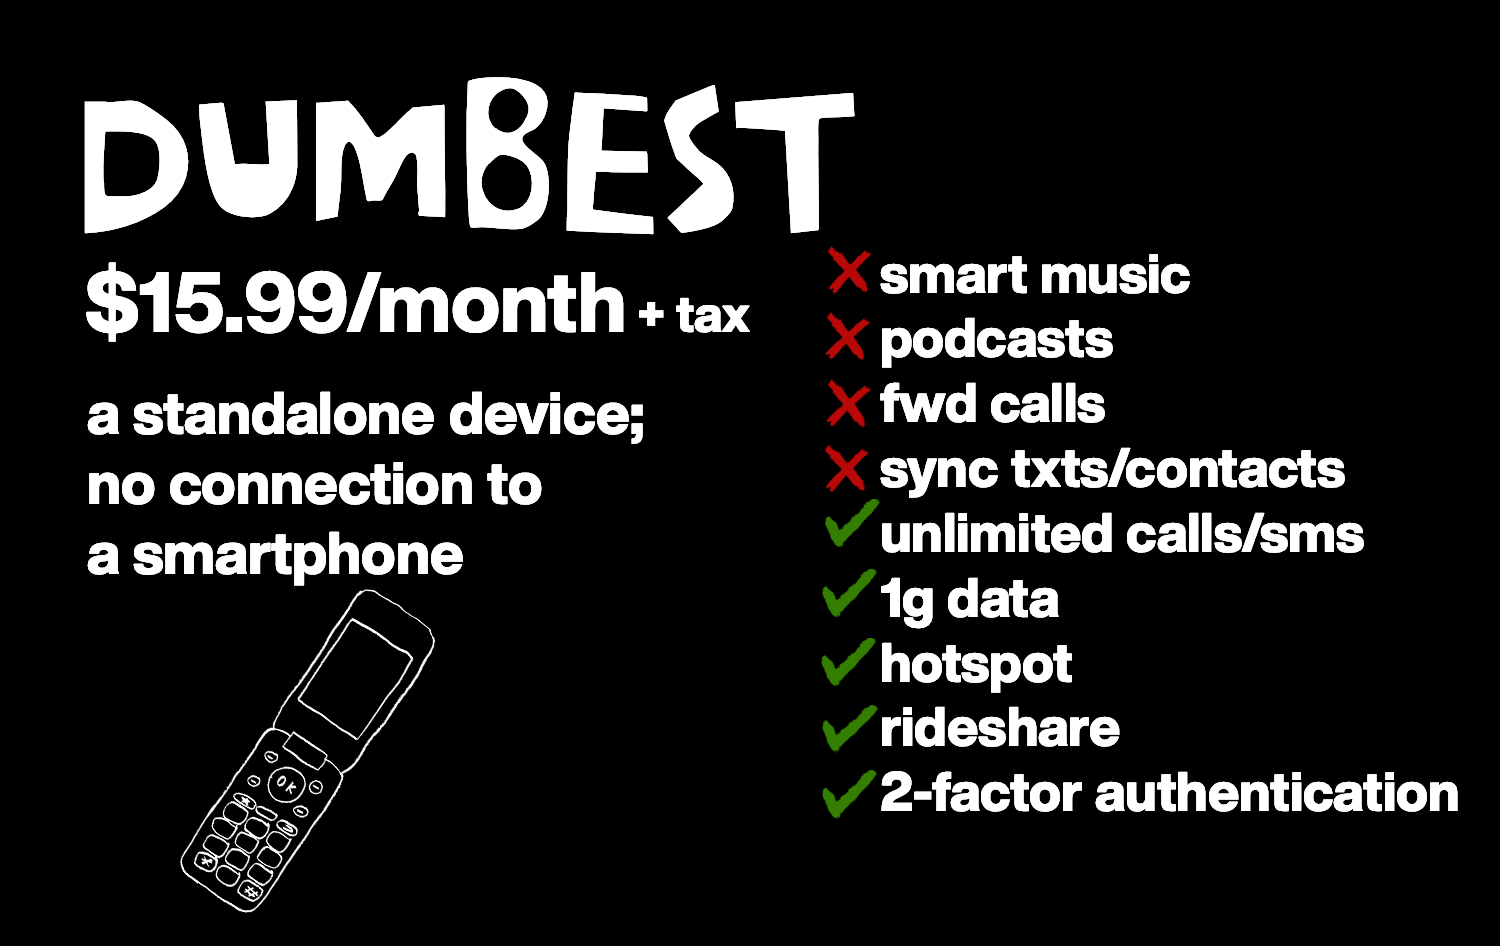 DUMBEST
$15.99/month + tax
a standalone device;
no connection to
a smartphone
smart music
podcasts
fwd calls
sync txts/contacts
unlimited calls/sms
1g data
hotspot
rideshare
2-factor authentication
OK
*
#